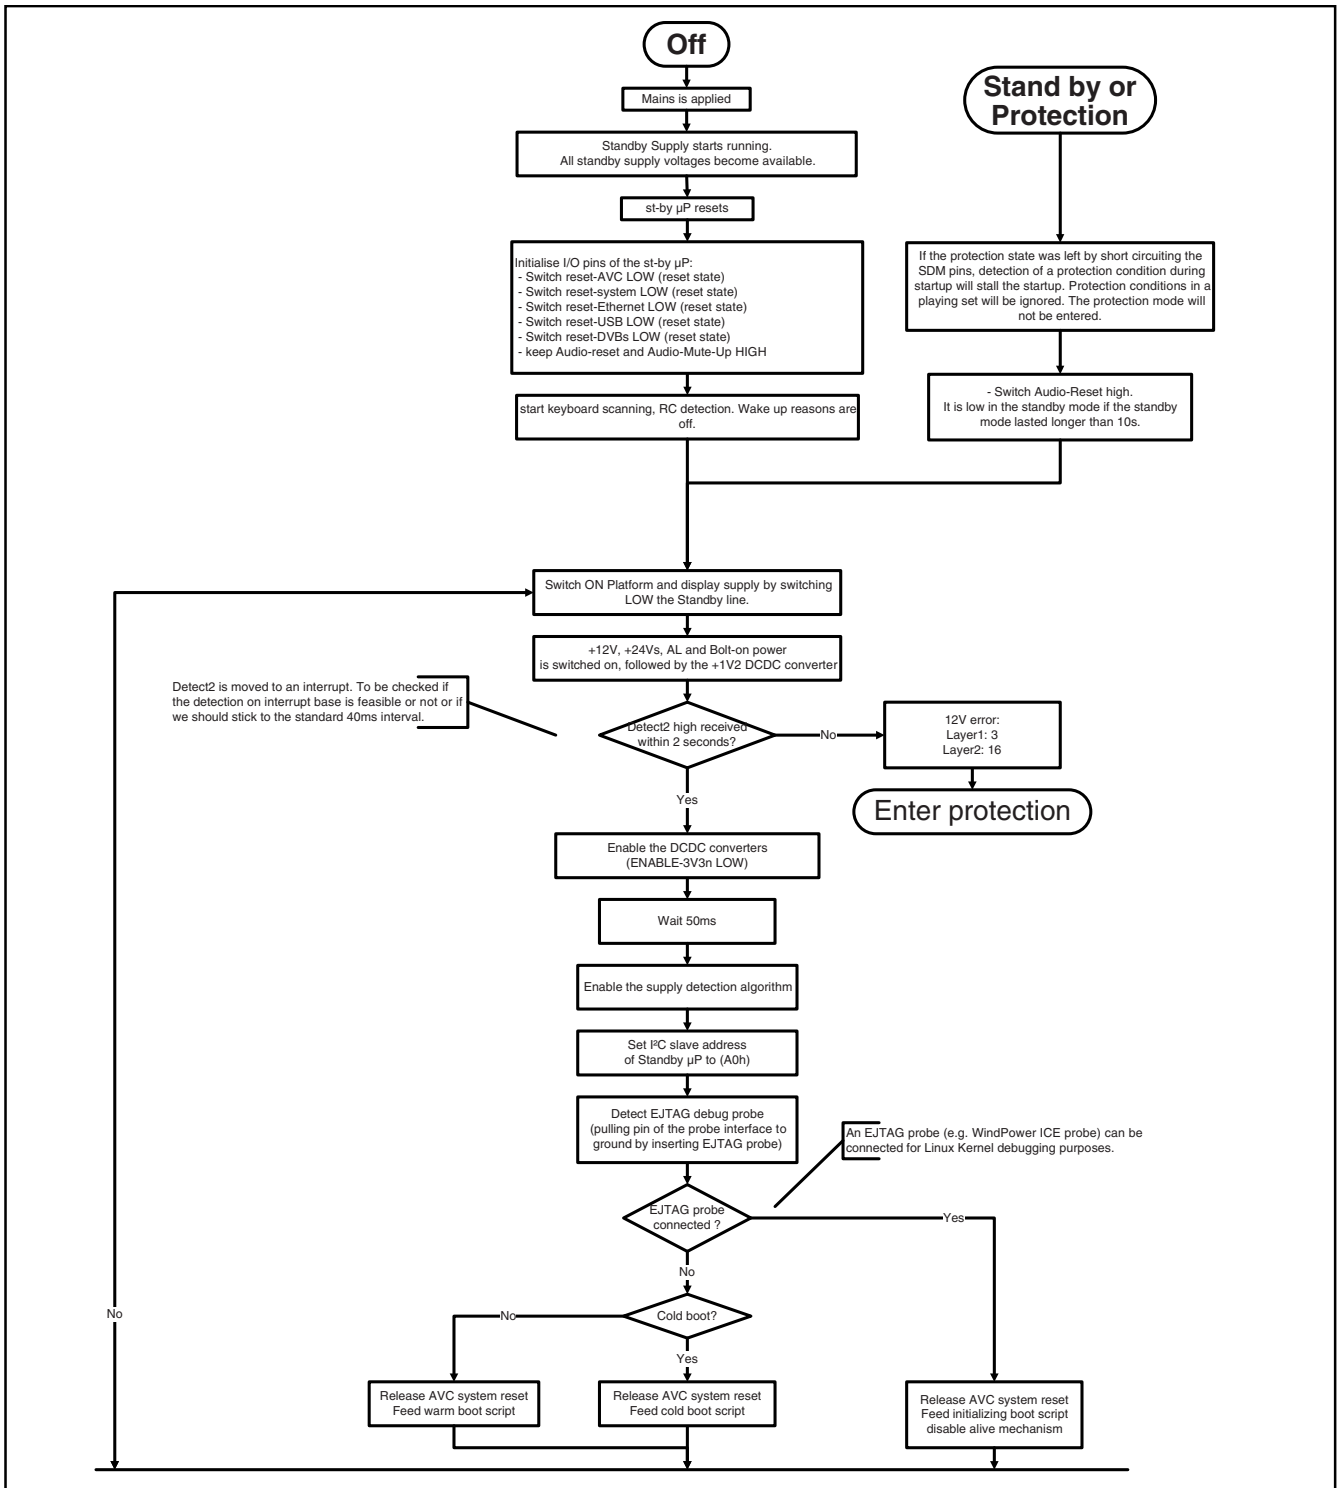 Off
Mains is applied
Stand by or
Protection
Standby Supply starts running.
All standby supply voltages become available.
st-by µP resets
Initialise I/O pins of the st-by µP:
- Switch reset-AVC LOW (reset state)
- Switch reset-system LOW (reset state)
- Switch reset-Ethernet LOW (reset state)
- Switch reset-USB LOW (reset state)
- Switch reset-DVBs LOW (reset state)
- keep Audio-reset and Audio-Mute-Up HIGH
If the protection state was left by short circuiting the
SDM pins, detection of a protection condition during
startup will stall the startup. Protection conditions in a
playing set will be ignored. The protection mode will
not be entered.
start keyboard scanning, RC detection. Wake up reasons are
off.
- Switch Audio-Reset high.
It is low in the standby mode if the standby
mode lasted longer than 10s.
Switch ON Platform and display supply by switching
LOW the Standby line.
+12V, +24Vs, AL and Bolt-on power
is switched on, followed by the +1V2 DCDC converter
Detect2 is moved to an interrupt. To be checked if
the detection on interrupt base is feasible or not or if
we should stick to the standard 40ms interval.
Detect2 high received
within 2 seconds?
No
12V error:
Layer1: 3
Layer2: 16
Yes
Enter protection
Enable the DCDC converters
(ENABLE-3V3n LOW)
Wait 50ms
Enable the supply detection algorithm
Set I²C slave address
of Standby µP to (A0h)
Detect EJTAG debug probe
(pulling pin of the probe interface to
ground by inserting EJTAG probe)
An EJTAG probe (e.g. WindPower ICE probe) can be
connected for Linux Kernel debugging purposes.
EJTAG probe
connected ?
Yes
No
No
No
Cold boot?
Yes
Release AVC system reset
Feed warm boot script
Release AVC system reset
Feed cold boot script
Release AVC system reset
Feed initializing boot script
disable alive mechanism